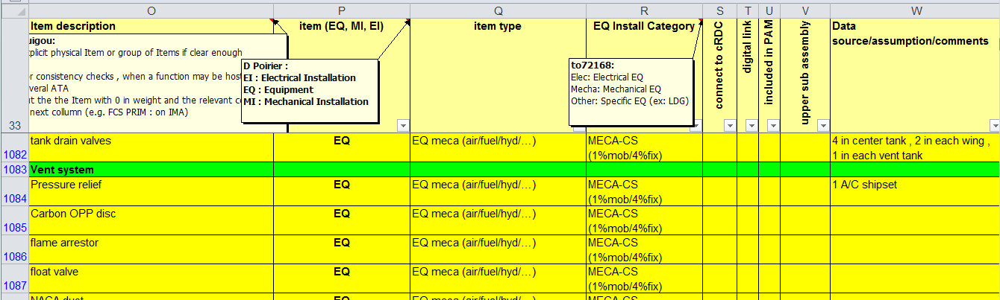 O P Q R S T U V W
Item description item (EQ, MI, EI) item type EQ Install Category connect to cRDC digital link included in PAM upper sub assembly Data
source/assumption/comments
uigou:
xplicit physical Item or group of Items if clear enough
or consistency checks , when a function may be host
veral ATA
ut the the Item with 0 in weight and the relevant c
next column (e.g. FCS PRIM : on IMA)
D Poirier :
EI : Electrical Installation
EQ : Equipment
MI : Mechanical Installation
to72168:
Elec: Electrical EQ
Mecha: Mechanical EQ
Other: Specific EQ (ex: LDG)
33
1082 tank drain valves EQ EQ meca (air/fuel/hyd/…) MECA-CS
(1%mob/4%fix) 4 in center tank , 2 in each wing ,
1 in each vent tank
1083 Vent system
1084 Pressure relief EQ EQ meca (air/fuel/hyd/…) MECA-CS
(1%mob/4%fix) 1 A/C shipset
1085 Carbon OPP disc EQ EQ meca (air/fuel/hyd/…) MECA-CS
(1%mob/4%fix)
1086 flame arrestor EQ EQ meca (air/fuel/hyd/…) MECA-CS
(1%mob/4%fix)
1087 float valve EQ EQ meca (air/fuel/hyd/…) MECA-CS
(1%mob/4%fix)
NACA duct EQ EQ meca (air/fuel/hyd/…) MECA-CS